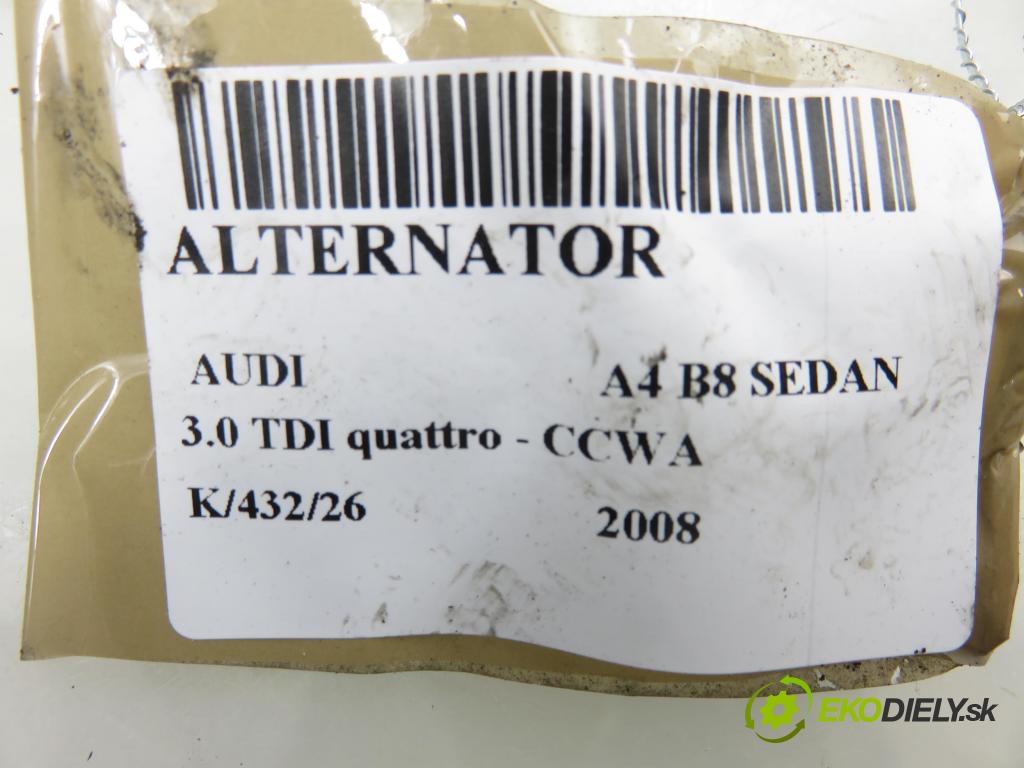 ALTERNATOR
AUDI A4 B8 SEDAN
3.0 TDI quattro - CCWA
K/432/26 2008
EKODIELY.sk